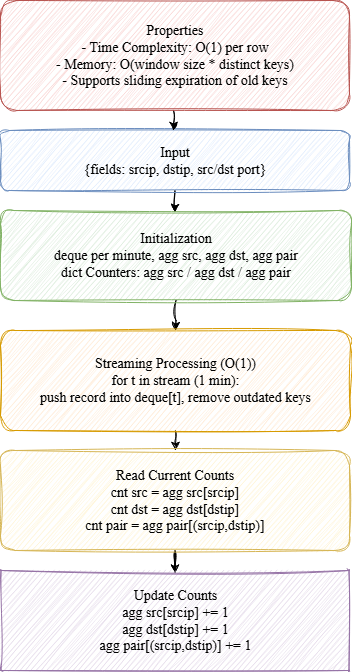 Properties
- Time Complexity: O(1) per row
- Memory: O(window size * distinct keys)
- Supports sliding expiration of old keys
Input
{fields: srcip, dstip, src/dst port}
Initialization
deque per minute, agg src, agg dst, agg pair
dict Counters: agg src / agg dst / agg pair
Streaming Processing (O(1))
for t in stream (1 min):
push record into deque[t], remove outdated keys
Read Current Counts
cnt src = agg src[srcip]
cnt dst = agg dst[dstip]
cnt pair = agg pair[(srcip,dstip)]
Update Counts
agg src[srcip] += 1
agg dst[dstip] += 1
agg pair[(srcip,dstip)] += 1